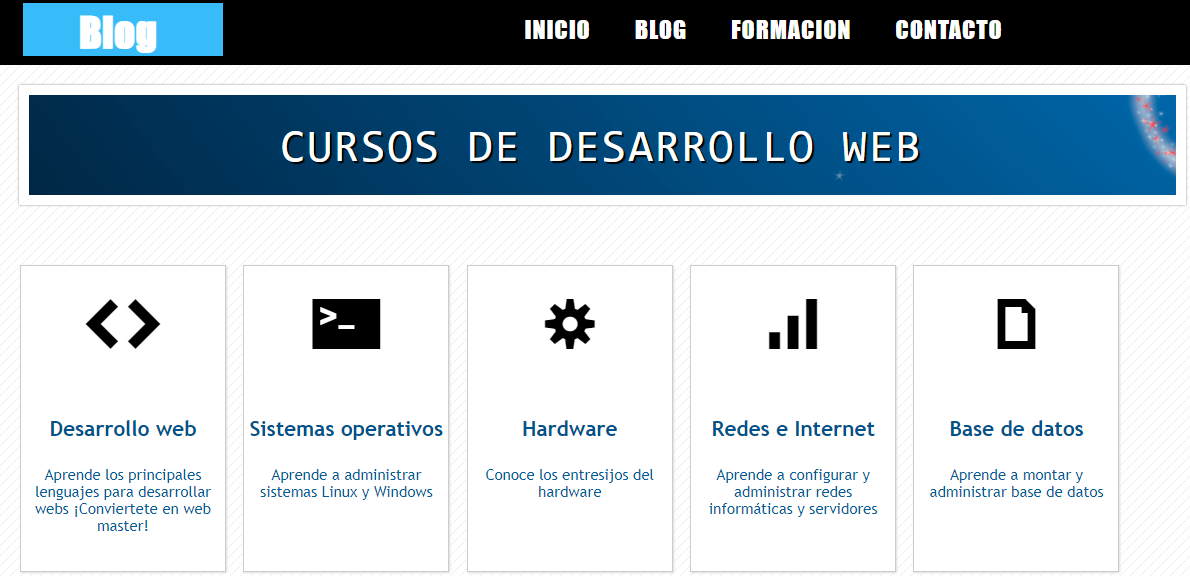 Blog
INICIO BLOG FORMACION CONTACTO
CURSOS DE DESARROLLO WEB
>_
Desarrollo web
Aprende los principales
lenguajes para desarrollar
webs ¡Conviertete en web
master!
Sistemas operativos
Aprende a administrar
sistemas Linux y Windows
Hardware
Conoce los entresijos del
hardware
Redes e Internet
Aprende a configurar y
administrar redes
informáticas y servidores
Base de datos
Aprende a montar y
administrar base de datos